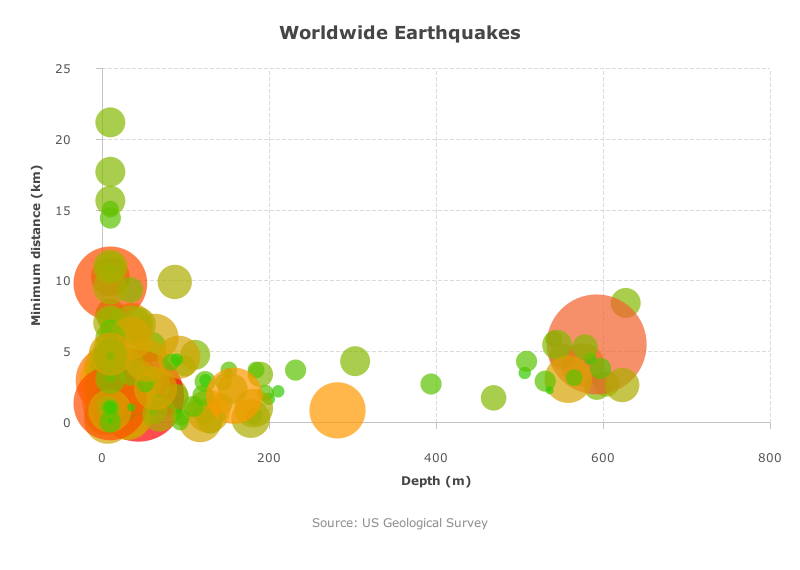 Worldwide Earthquakes
25
20
15
10
5
0
Minimum distance (km)
0 200 400 600 800
Depth (m)
Source: US Geological Survey